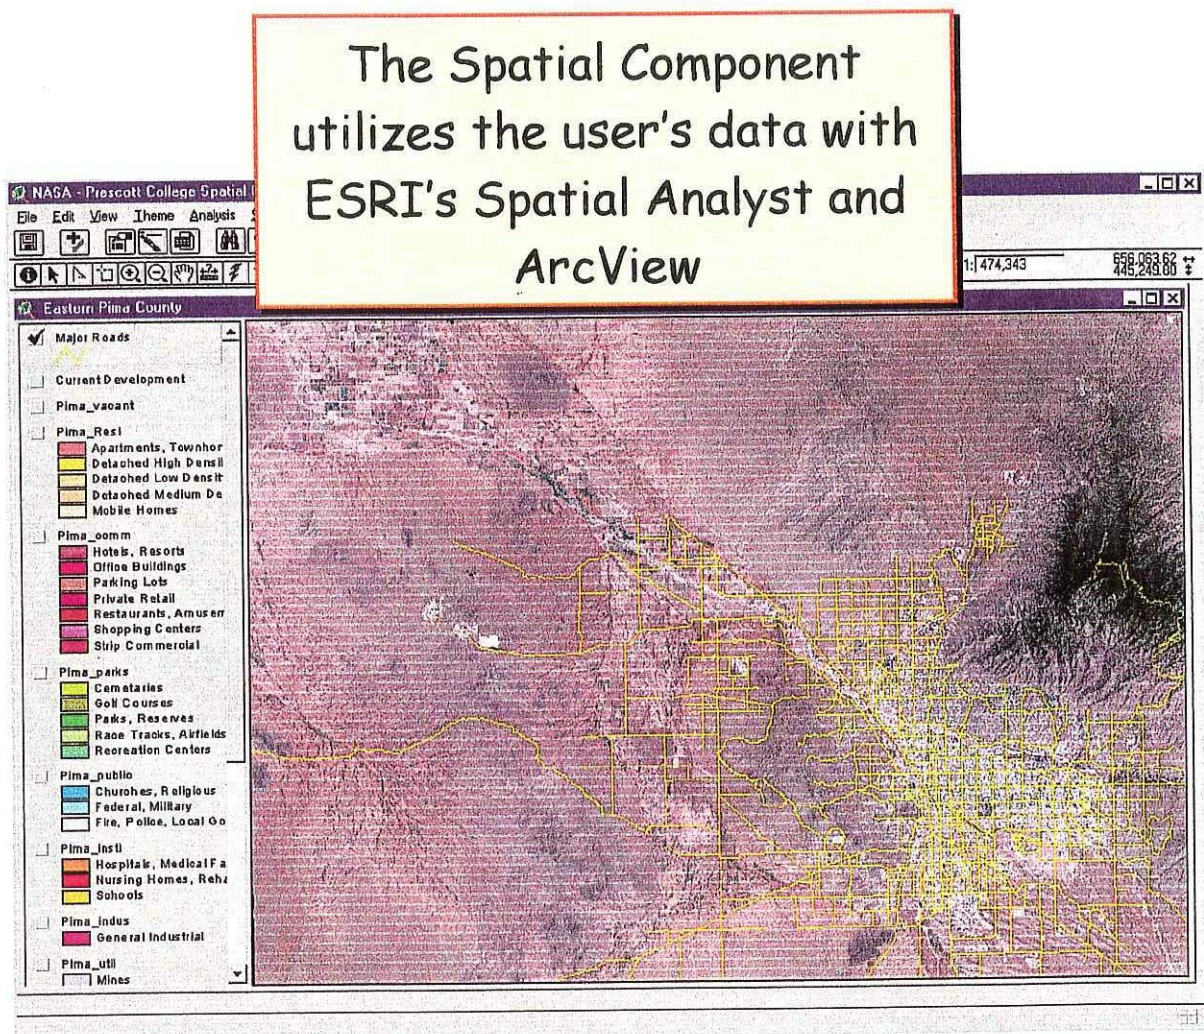 The Spatial Component
utilizes the user's data with
ESRI's Spatial Analyst and
ArcView
NASA - Prescott College Spatial
File Edit View Theme Analysis
1: 474,343
656,063.62
445,249.80
Eastern Pima County
Major Roads
Current Development
Pima_vacant
Pima_Resi
Apartments, Townhor
Detached High Densit
Detached Low Densit
Detached Medium De
Mobile Homes
Pima_comm
Hotels, Resorts
Office Buildings
Parking Lots
Private Retail
Restaurants, Amusem
Shopping Centers
Strip Commercial
Pima_parks
Cemetaries
Golf Courses
Parks, Reserves
Race Tracks, Airfields
Recreation Centers
Pima_public
Churches, Religious
Federal, Military
Fire, Police, Local Go
Pima_insti
Hospitals, Medical Fa
Nursing Homes, Reha
Schools
Pima_indus
General Industrial
Pima_util
Mines